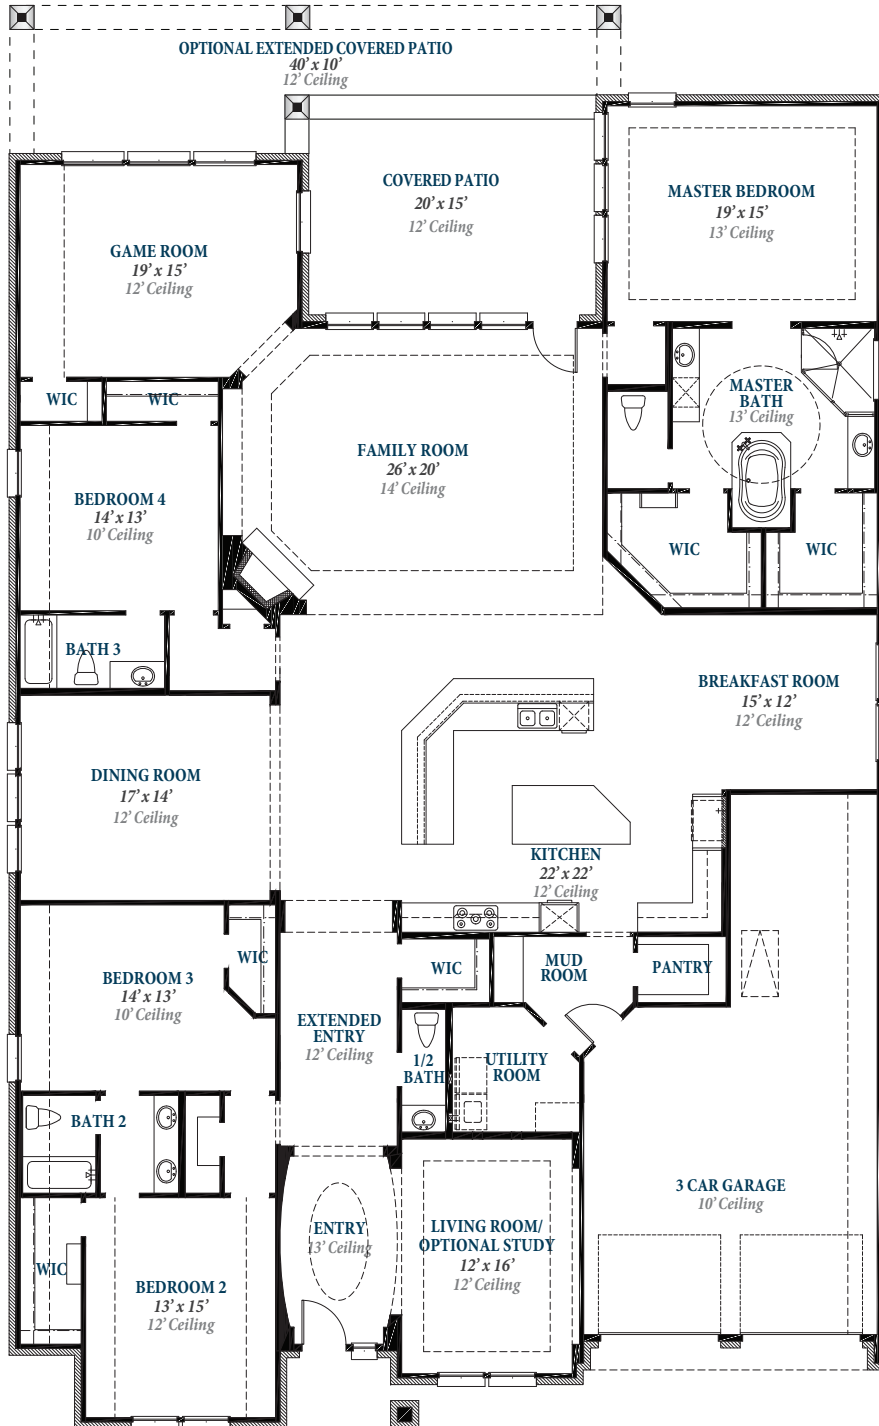 OPTIONAL EXTENDED COVERED PATIO
40' x 10'
12' Ceiling
COVERED PATIO
20' x 15'
12' Ceiling
MASTER BEDROOM
19' x 15'
13' Ceiling
GAME ROOM
19' x 15'
12' Ceiling
WIC
WIC
MASTER
BATH
13' Ceiling
FAMILY ROOM
26' x 20'
14' Ceiling
BEDROOM 4
14' x 13'
10' Ceiling
WIC
WIC
BATH 3
BREAKFAST ROOM
15' x 12'
12' Ceiling
DINING ROOM
17' x 14'
12' Ceiling
KITCHEN
22' x 22'
12' Ceiling
WIC
BEDROOM 3
14' x 13'
10' Ceiling
WIC
MUD
ROOM
PANTRY
EXTENDED
ENTRY
12' Ceiling
1/2
BATH
UTILITY
ROOM
BATH 2
3 CAR GARAGE
10' Ceiling
ENTRY
13' Ceiling
LIVING ROOM/
OPTIONAL STUDY
12' x 16'
12' Ceiling
WIC
BEDROOM 2
13' x 15'
12' Ceiling